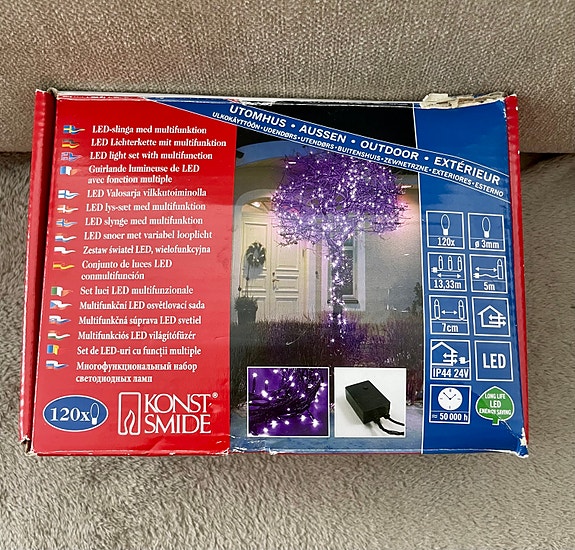 UTOMHUS • AUSSEN • OUTDOOR • EXTÉRIEUR
ULKOKÄYTTÖÖN • UDENDØRS • UTENDØRS • BUITENSHUIS • ZEWNETRZNE • EXTERIORES • ESTERNO
LED-slinga med multifunktion
LED Lichterkette mit multifunktion
LED light set with multifunction
Guirlande lumineuse de LED
avec fonction multiple
LED Valosarja vilkkutoiminolla
LED lys-sæt med multifunktion
LED slynge med multifunktion
LED snoer met variabel looplicht
Zestaw świateł LED, wielofunkcyjna
Conjunto de luces LED
conmultifunción
Set luci LED multifunzionale
Multifunkční LED osvětlovací sada
Multifunkčná súprava LED svetiel
Multifunkciós LED világítófüzér
Set de LED-uri cu funcții multiple
Многофункциональный набор
светодиодных ламп
120x
KONST
SMIDE®
120x
ø 3mm
13,33m
5m
7cm
IP44 24V
LED
≈ 50 000 h
LONG LIFE
LED
ENERGY SAVING